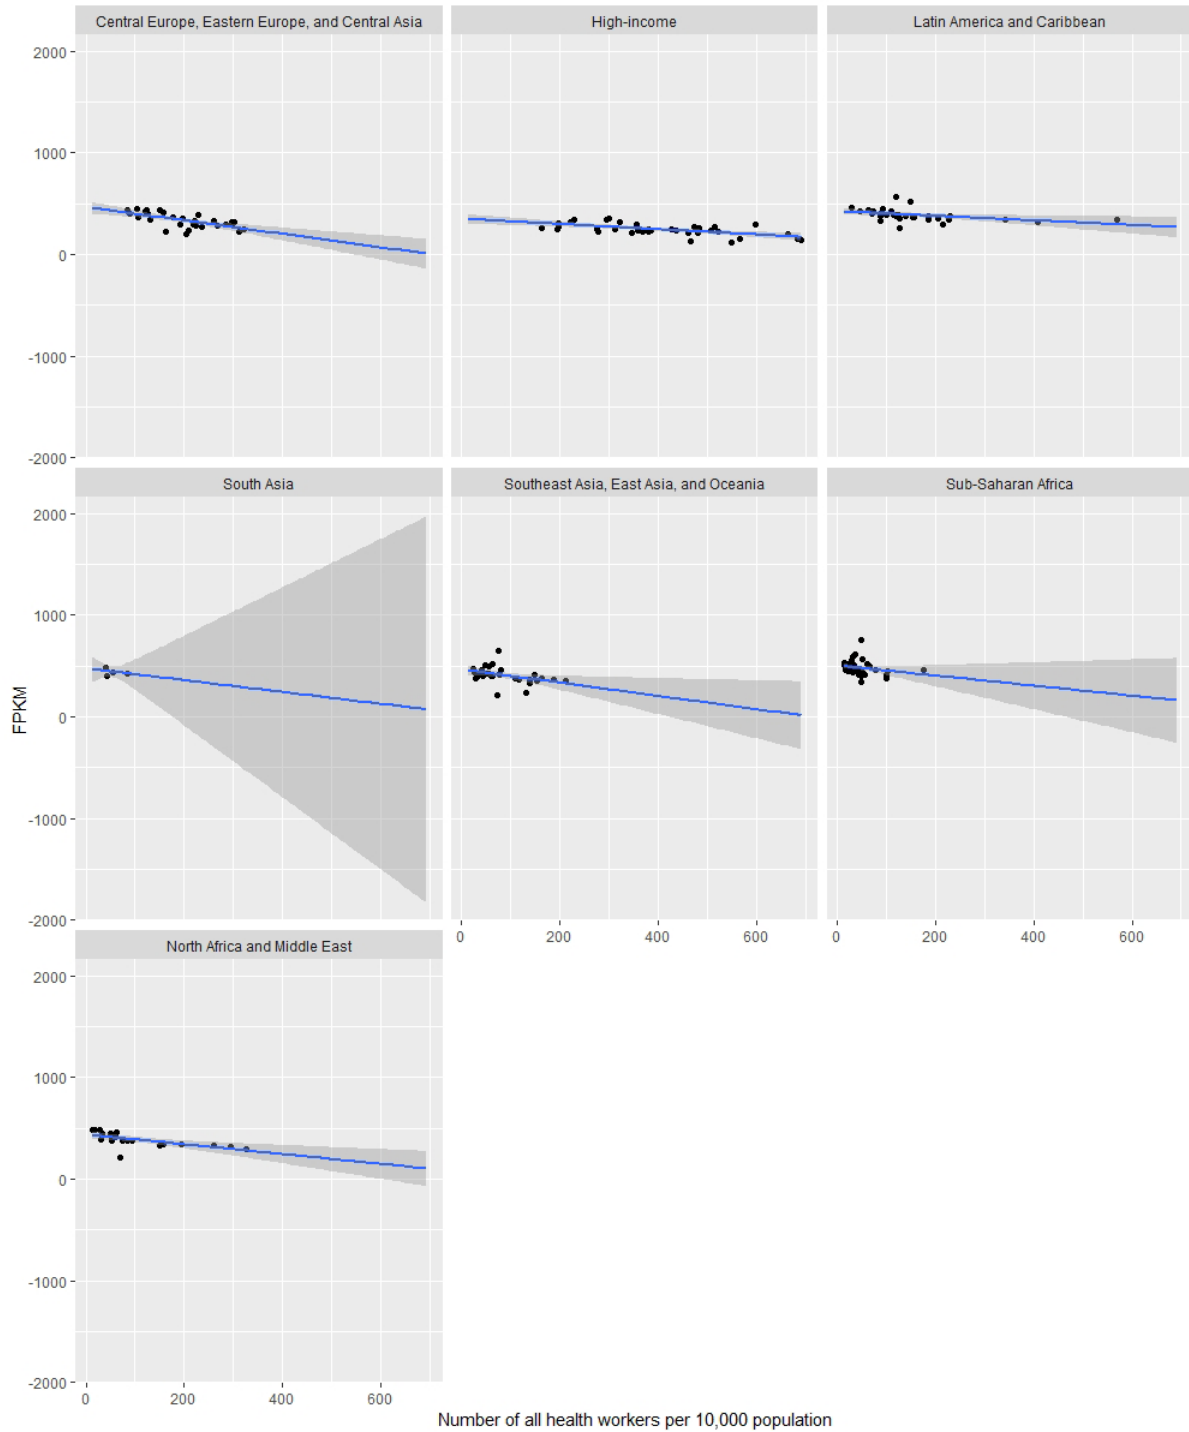 Central Europe, Eastern Europe, and Central Asia
High-income
Latin America and Caribbean
2000
1000
0
-1000
-2000
South Asia
Southeast Asia, East Asia, and Oceania
Sub-Saharan Africa
2000
1000
0
-1000
-2000
FPKM
0 200 400 600
0 200 400 600
North Africa and Middle East
2000
1000
0
-1000
-2000
0 200 400 600
Number of all health workers per 10,000 population